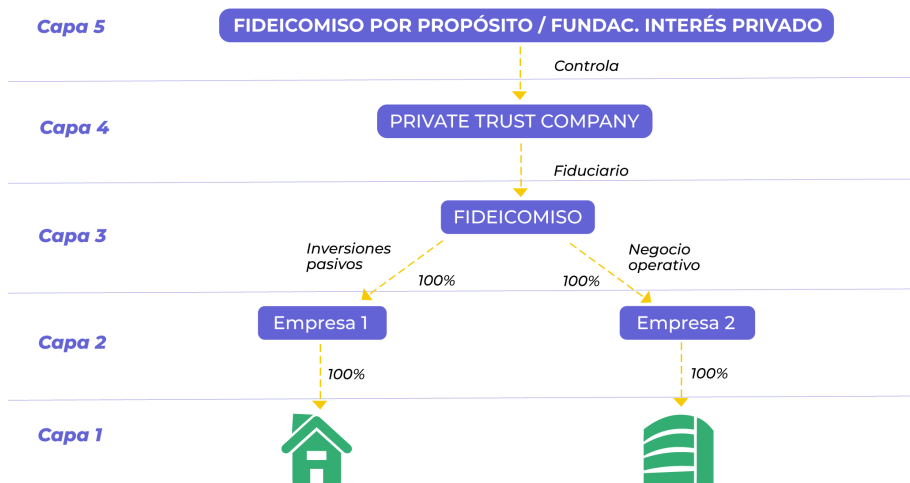 Capa 5
FIDEICOMISO POR PROPÓSITO / FUNDAC. INTERÉS PRIVADO
Controla
Capa 4
PRIVATE TRUST COMPANY
Fiduciario
Capa 3
FIDEICOMISO
Inversiones
pasivos
Negocio
operativo
100%
100%
Capa 2
Empresa 1
Empresa 2
100%
100%
Capa 1